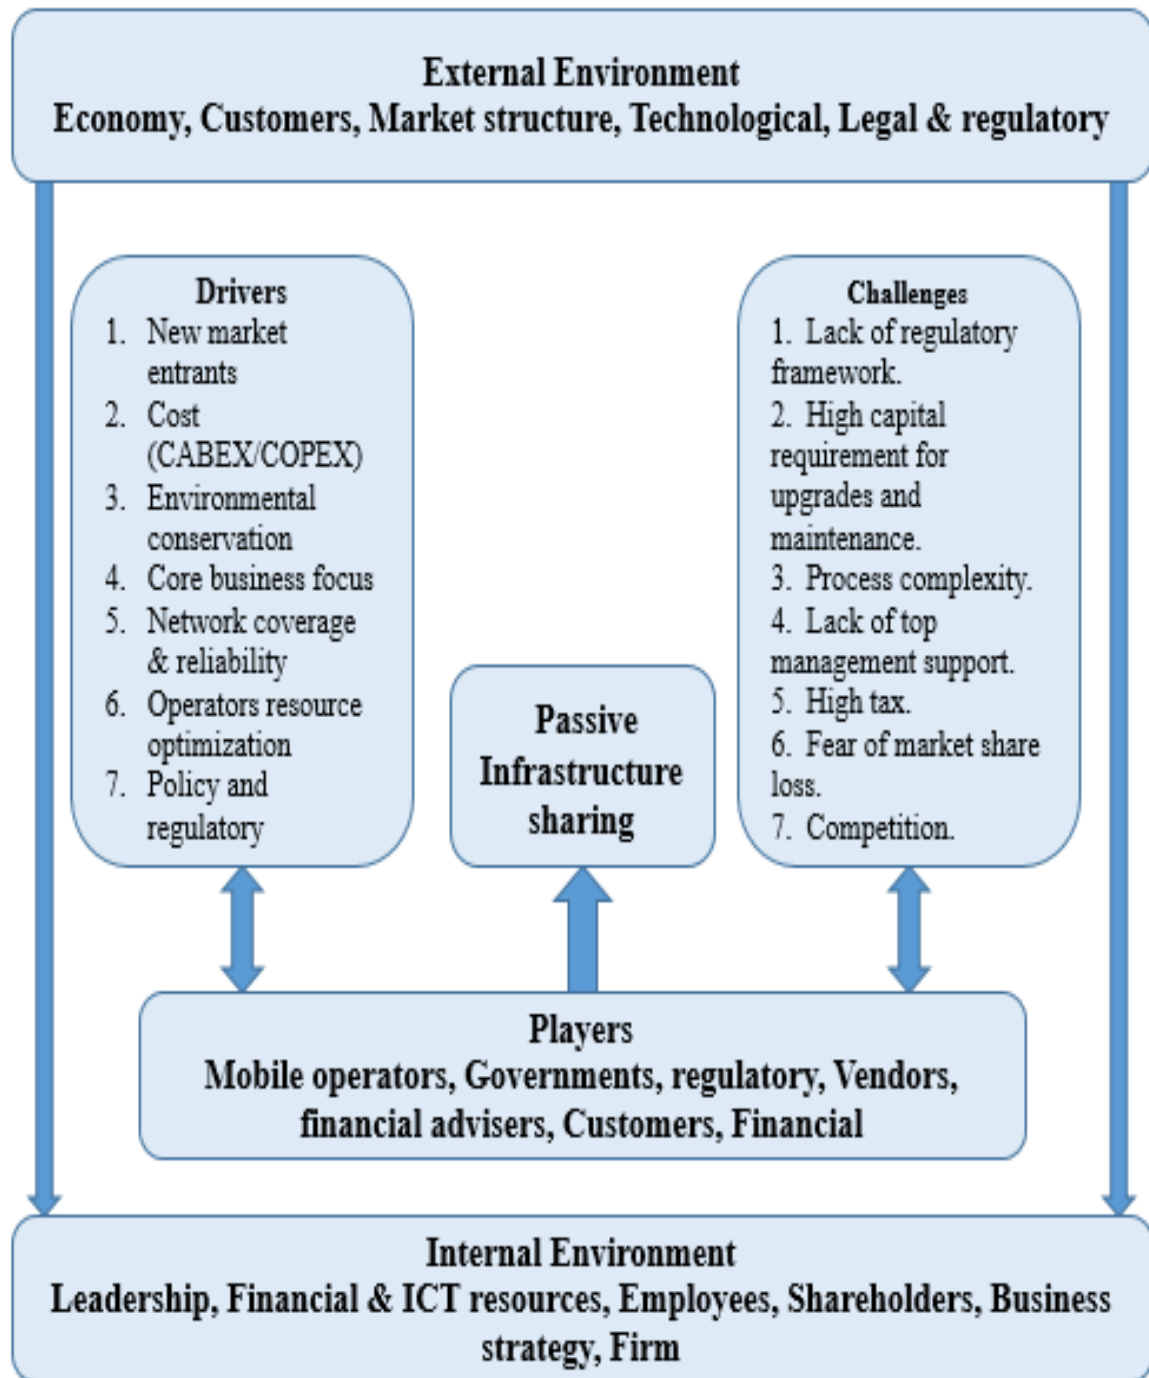 External Environment
Economy, Customers, Market structure, Technological, Legal & regulatory
Drivers
1. New market
entrants
2. Cost
(CABEX/COPEX)
3. Environmental
conservation
4. Core business focus
5. Network coverage
& reliability
6. Operators resource
optimization
7. Policy and
regulatory
Passive
Infrastructure
sharing
Challenges
1. Lack of regulatory
framework.
2. High capital
requirement for
upgrades and
maintenance.
3. Process complexity.
4. Lack of top
management support.
5. High tax.
6. Fear of market share
loss.
7. Competition.
Players
Mobile operators, Governments, regulatory, Vendors,
financial advisers, Customers, Financial
Internal Environment
Leadership, Financial & ICT resources, Employees, Shareholders, Business
strategy, Firm